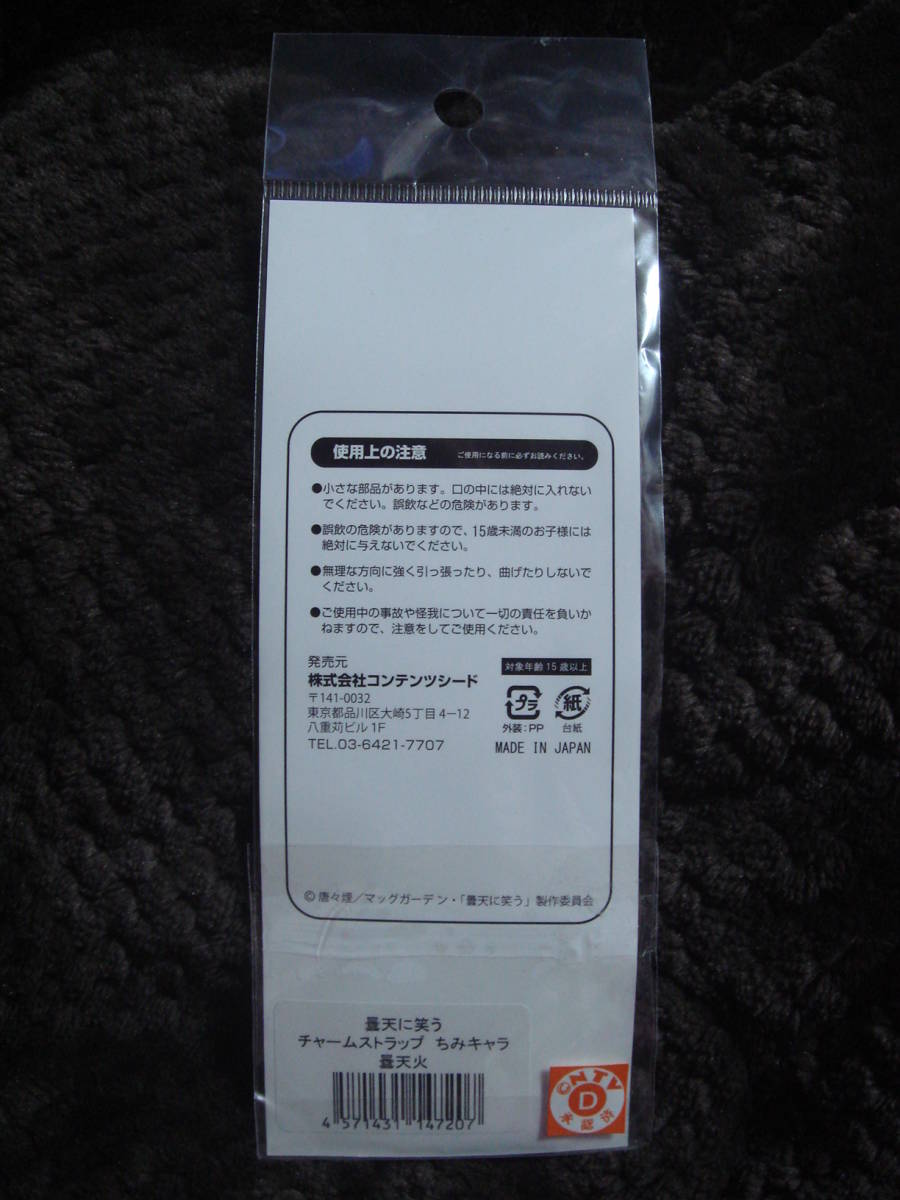 使用上の注意 ご使用になる前に必ずお読みください。
●小さな部品があります。口の中には絶対に入れない
でください。誤飲などの危険があります。
●誤飲の危険がありますので、15歳未満のお子様には
絶対に与えないでください。
●無理な方向に強く引っ張ったり、曲げたりしないで
ください。
●ご使用中の事故や怪我について一切の責任を負いか
ねますので、注意をしてご使用ください。
発売元
株式会社コンテンツシード
〒141-0032
東京都品川区大崎5丁目4-12
八重苅ビル1F
TEL.03-6421-7707
対象年齢15歳以上
プラ 紙
外装:PP 台紙
MADE IN JAPAN
©唐々煙/マッグガーデン・「曇天に笑う」製作委員会
曇天に笑う
チャームストラップ ちみキャラ
曇天火
4 571431 147207
©NTV
D
承認済